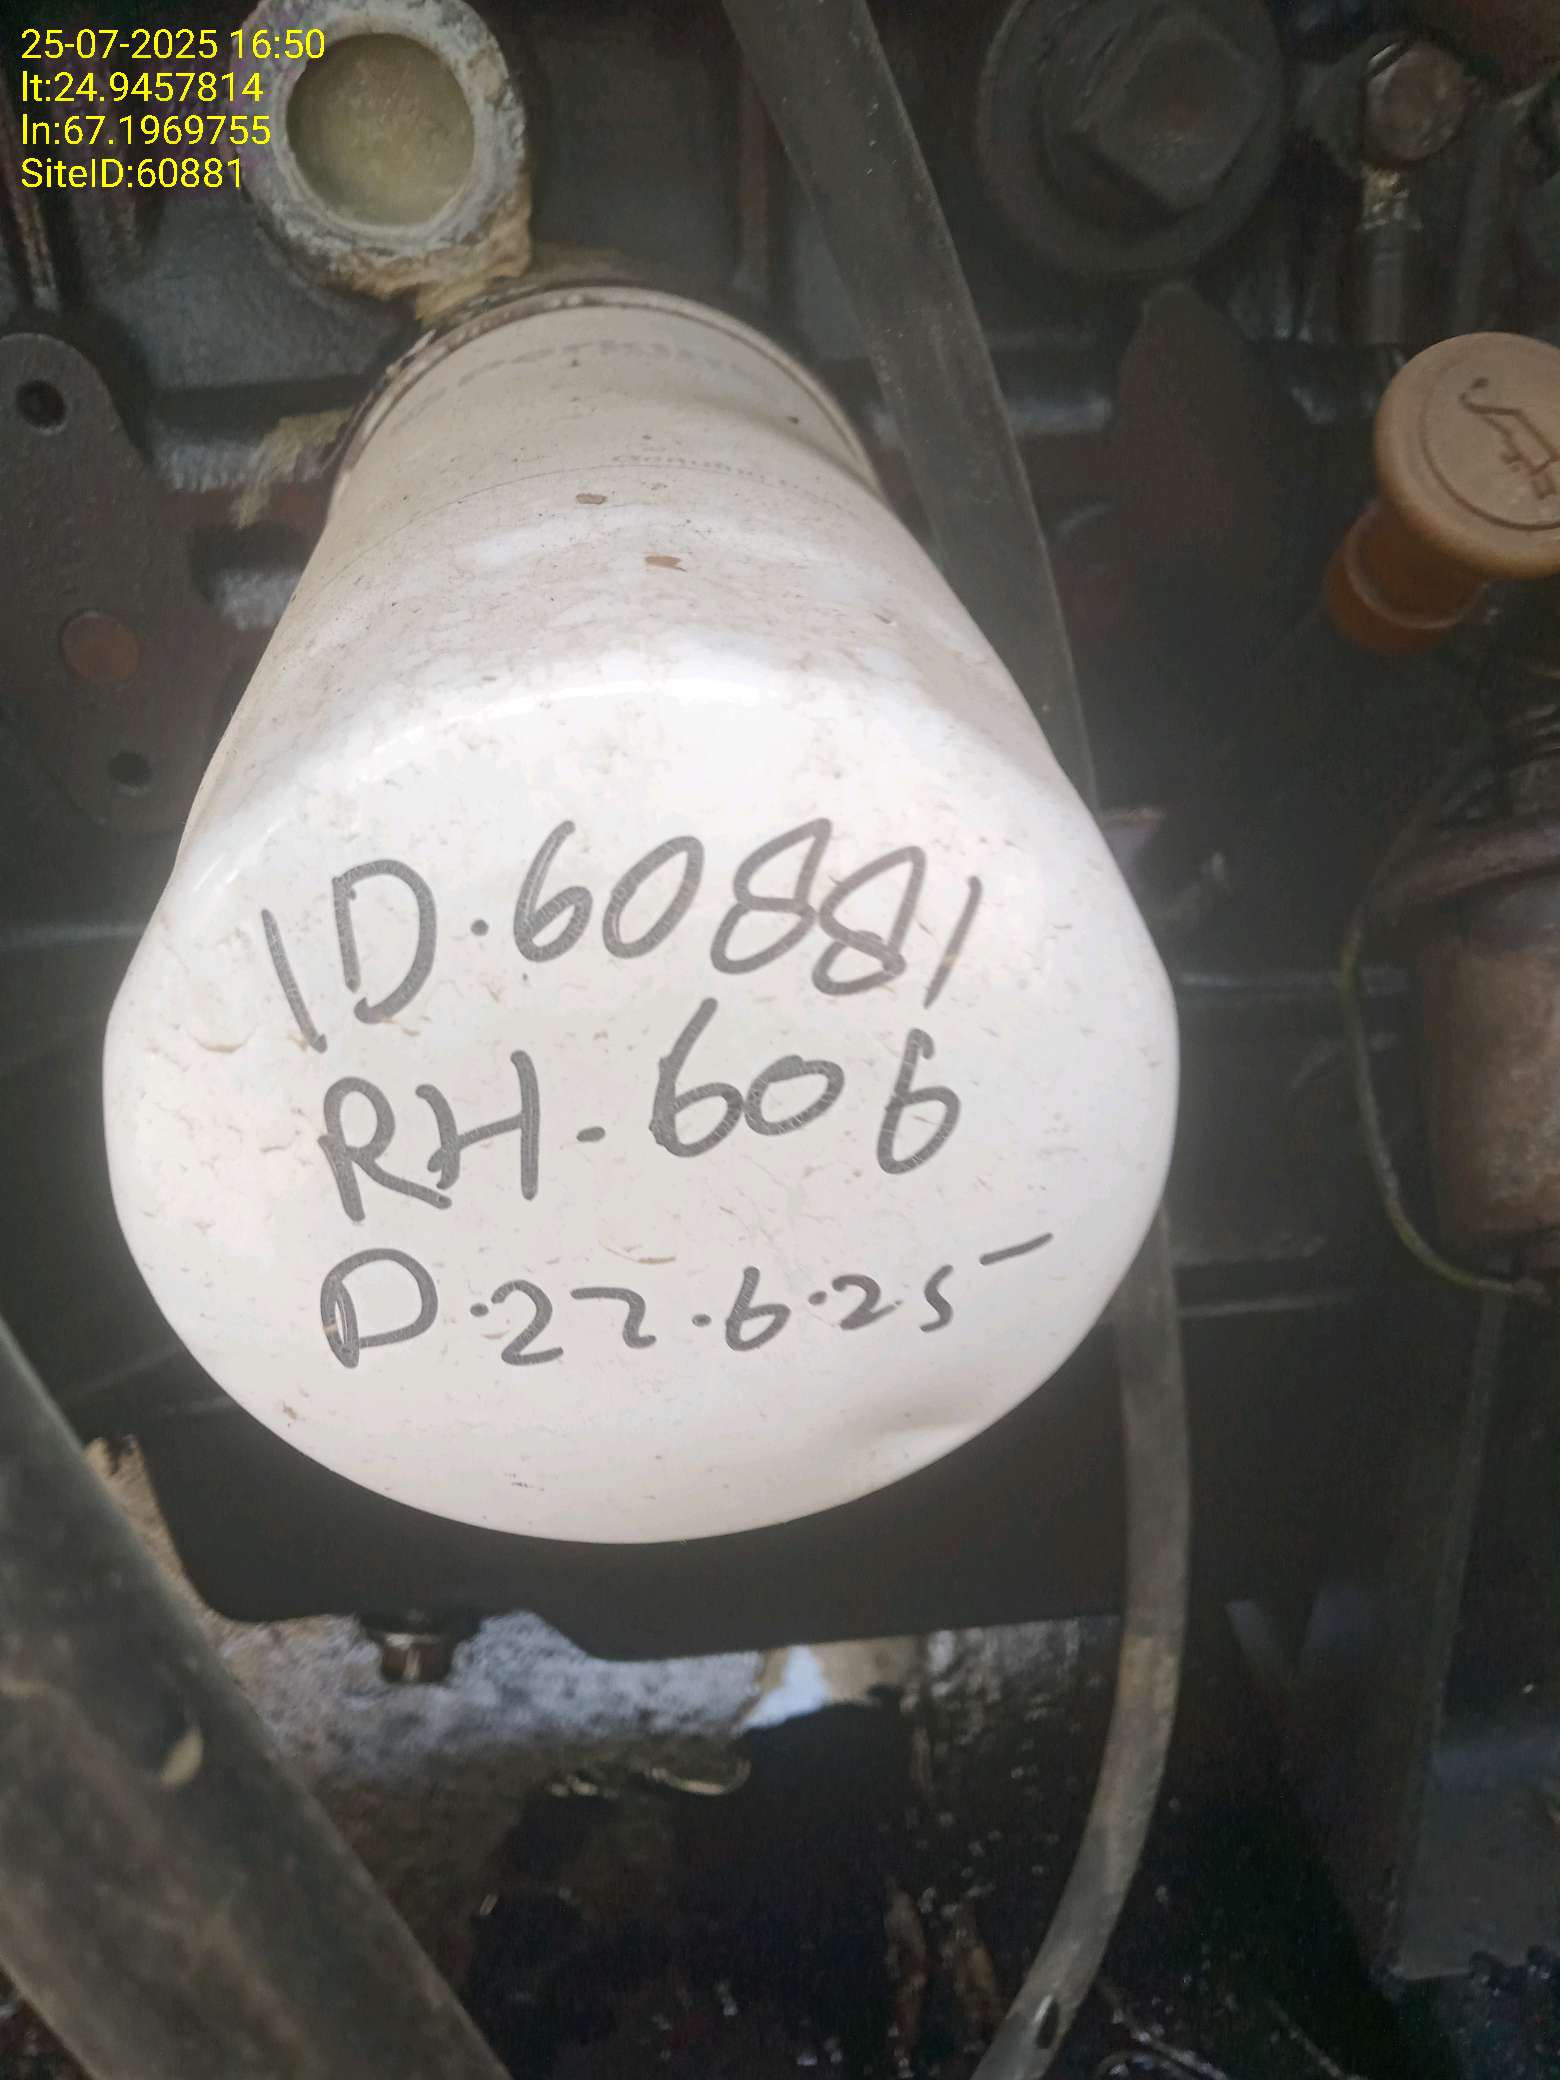 25-07-2025 16:50
lt:24.9457814
ln:67.1969755
SiteID:60881
Perkins
ID.60881
RH.606
D.22.6.25